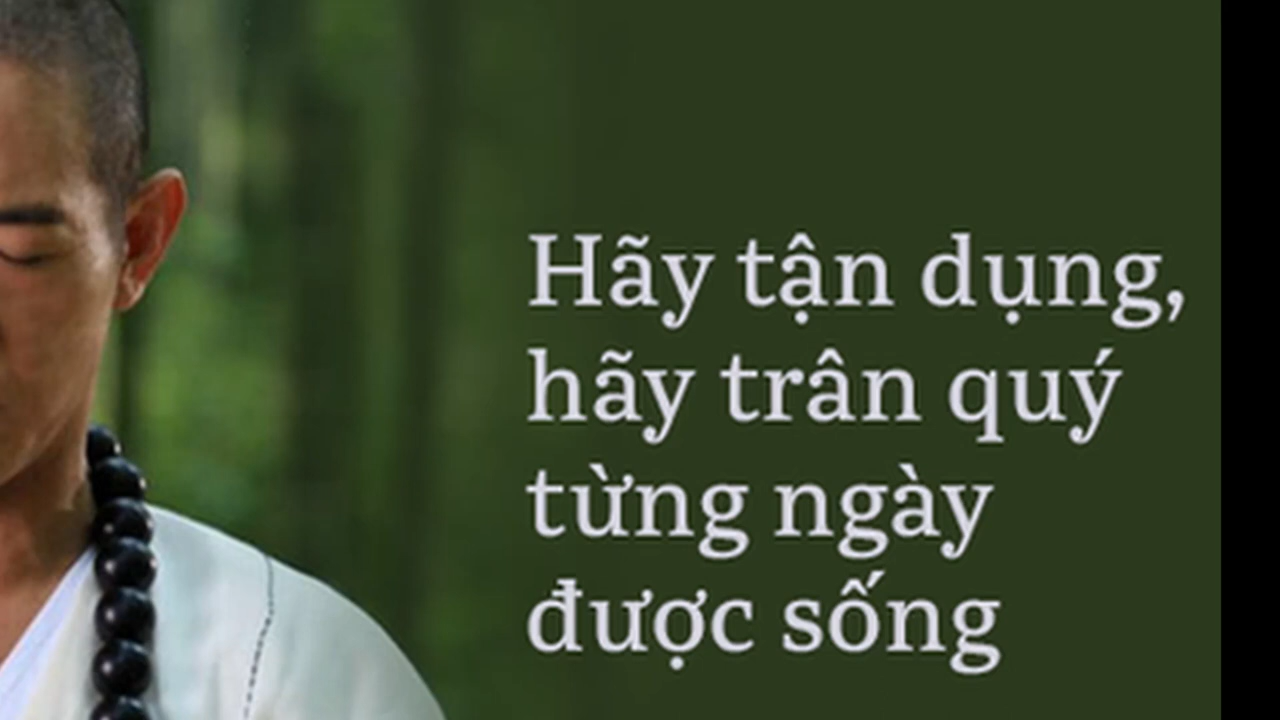 Hãy tận dụng,
hãy trân quý
từng ngày
được sống